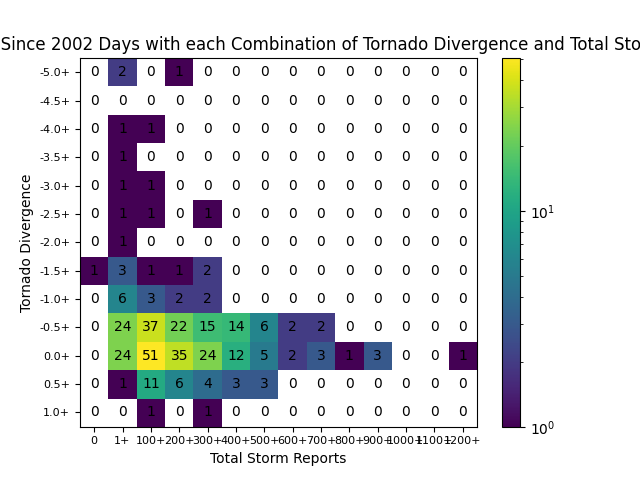 Since 2002 Days with each Combination of Tornado Divergence and Total Sto
-5.0+ 0 2 0 1 0 0 0 0 0 0 0 0 0 0
-4.5+ 0 0 0 0 0 0 0 0 0 0 0 0 0 0
-4.0+ 0 1 1 0 0 0 0 0 0 0 0 0 0 0
-3.5+ 0 1 0 0 0 0 0 0 0 0 0 0 0 0
-3.0+ 0 1 1 0 0 0 0 0 0 0 0 0 0 0
-2.5+ 0 1 1 0 1 0 0 0 0 0 0 0 0 0
-2.0+ 0 1 0 0 0 0 0 0 0 0 0 0 0 0
-1.5+ 1 3 1 1 2 0 0 0 0 0 0 0 0 0
-1.0+ 0 6 3 2 2 0 0 0 0 0 0 0 0 0
-0.5+ 0 24 37 22 15 14 6 2 2 0 0 0 0 0
0.0+ 0 24 51 35 24 12 5 2 3 1 3 0 0 1
0.5+ 0 1 11 6 4 3 3 0 0 0 0 0 0 0
1.0+ 0 0 1 0 1 0 0 0 0 0 0 0 0 0
0 1+ 100+ 200+ 300+ 400+ 500+ 600+ 700+ 800+ 900+ 1000+ 1100+ 1200+
Total Storm Reports
Tornado Divergence
10^1
10^0